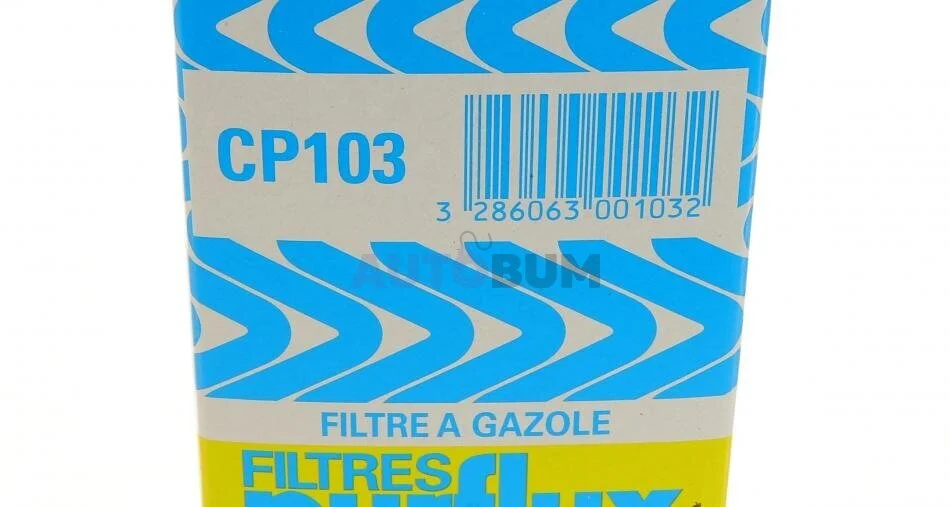 CP103
3 286063 001032
AUTOBUM
FILTRE A GAZOLE
FILTRES
purflux